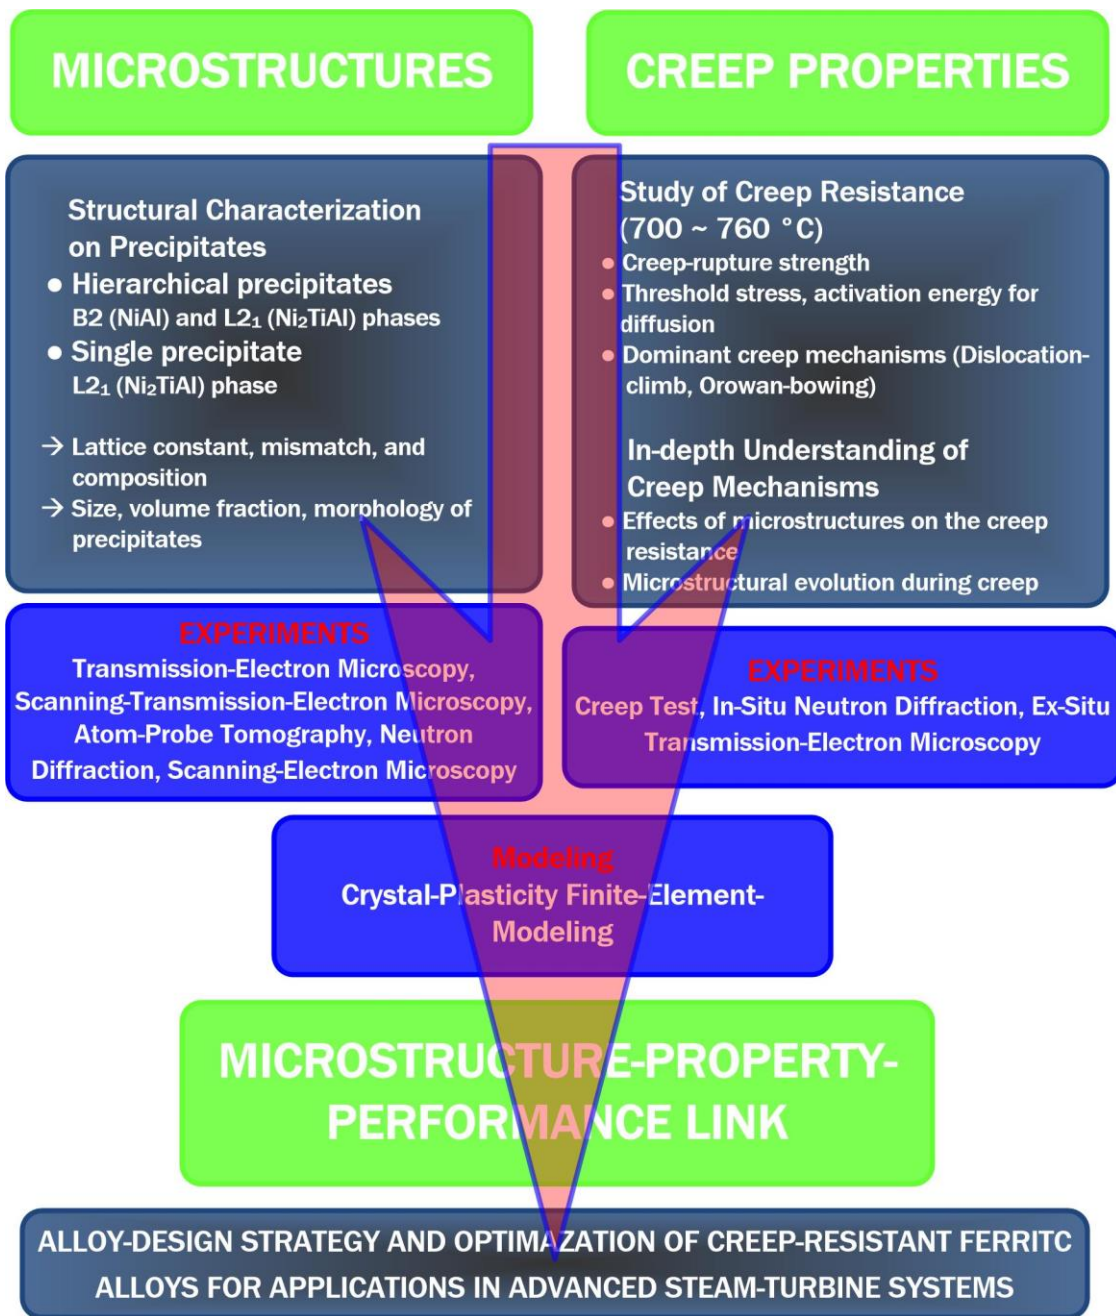 MICROSTRUCTURES
CREEP PROPERTIES
Structural Characterization
on Precipitates
● Hierarchical precipitates
B2 (NiAl) and L2₁ (Ni₂TiAl) phases
● Single precipitate
L2₁ (Ni₂TiAl) phase
→ Lattice constant, mismatch, and
composition
→ Size, volume fraction, morphology of
precipitates
Study of Creep Resistance
(700 ~ 760 °C)
● Creep-rupture strength
● Threshold stress, activation energy for
diffusion
● Dominant creep mechanisms (Dislocation-
climb, Orowan-bowing)
In-depth Understanding of
Creep Mechanisms
● Effects of microstructures on the creep
resistance
● Microstructural evolution during creep
EXPERIMENTS
Transmission-Electron Microscopy,
Scanning-Transmission-Electron Microscopy,
Atom-Probe Tomography, Neutron
Diffraction, Scanning-Electron Microscopy
EXPERIMENTS
Creep Test, In-Situ Neutron Diffraction, Ex-Situ
Transmission-Electron Microscopy
Modeling
Crystal-Plasticity Finite-Element-
Modeling
MICROSTRUCTURE-PROPERTY-
PERFORMANCE LINK
ALLOY-DESIGN STRATEGY AND OPTIMAZATION OF CREEP-RESISTANT FERRITC
ALLOYS FOR APPLICATIONS IN ADVANCED STEAM-TURBINE SYSTEMS